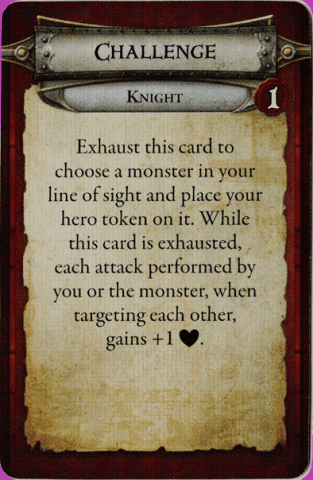 Challenge
Knight
1
Exhaust this card to
choose a monster in your
line of sight and place your
hero token on it. While
this card is exhausted,
each attack performed by
you or the monster, when
targeting each other,
gains +1 ♥.